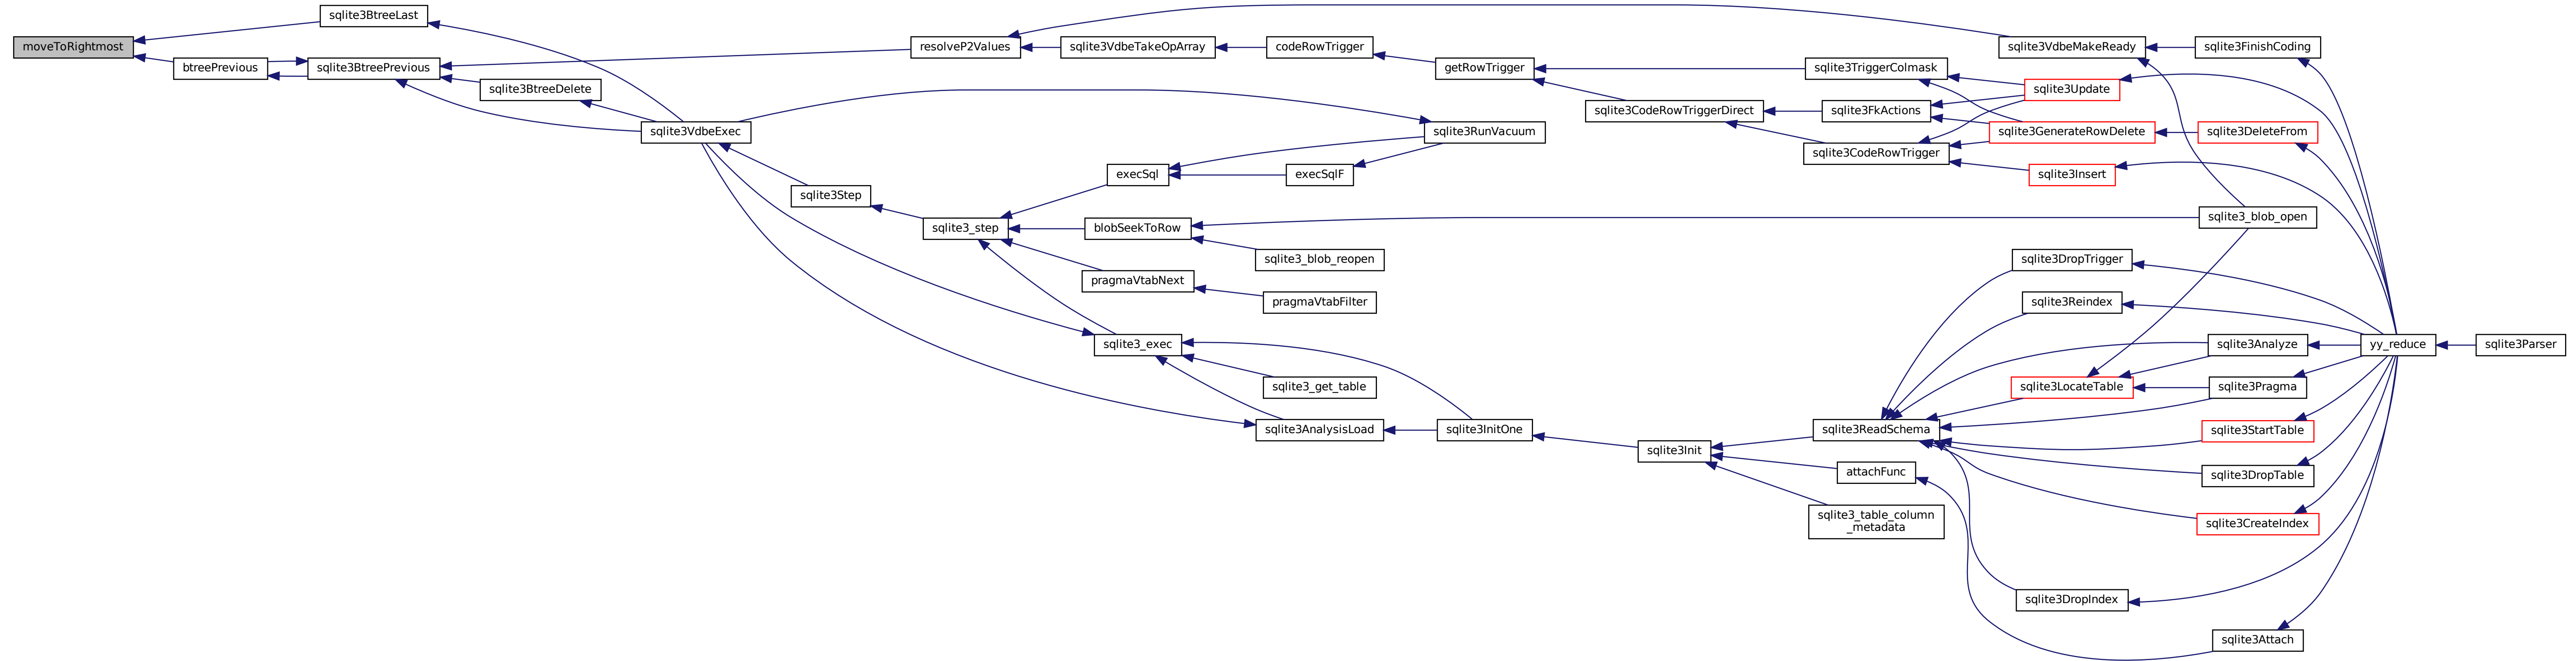 moveToRightmost
sqlite3BtreeLast
btreePrevious
sqlite3BtreePrevious
sqlite3BtreeDelete
sqlite3VdbeExec
sqlite3Step
resolveP2Values
sqlite3_step
sqlite3VdbeTakeOpArray
execSql
blobSeekToRow
pragmaVtabNext
sqlite3_exec
codeRowTrigger
execSqlF
sqlite3_blob_reopen
pragmaVtabFilter
sqlite3_get_table
sqlite3AnalysisLoad
getRowTrigger
sqlite3RunVacuum
sqlite3InitOne
sqlite3CodeRowTriggerDirect
sqlite3Init
sqlite3TriggerColmask
sqlite3FkActions
sqlite3CodeRowTrigger
sqlite3ReadSchema
attachFunc
sqlite3_table_column
_metadata
sqlite3VdbeMakeReady
sqlite3Update
sqlite3GenerateRowDelete
sqlite3Insert
sqlite3DropTrigger
sqlite3Reindex
sqlite3LocateTable
sqlite3DropIndex
sqlite3FinishCoding
sqlite3DeleteFrom
sqlite3_blob_open
sqlite3Analyze
sqlite3Pragma
sqlite3StartTable
sqlite3DropTable
sqlite3CreateIndex
sqlite3Attach
yy_reduce
sqlite3Parser